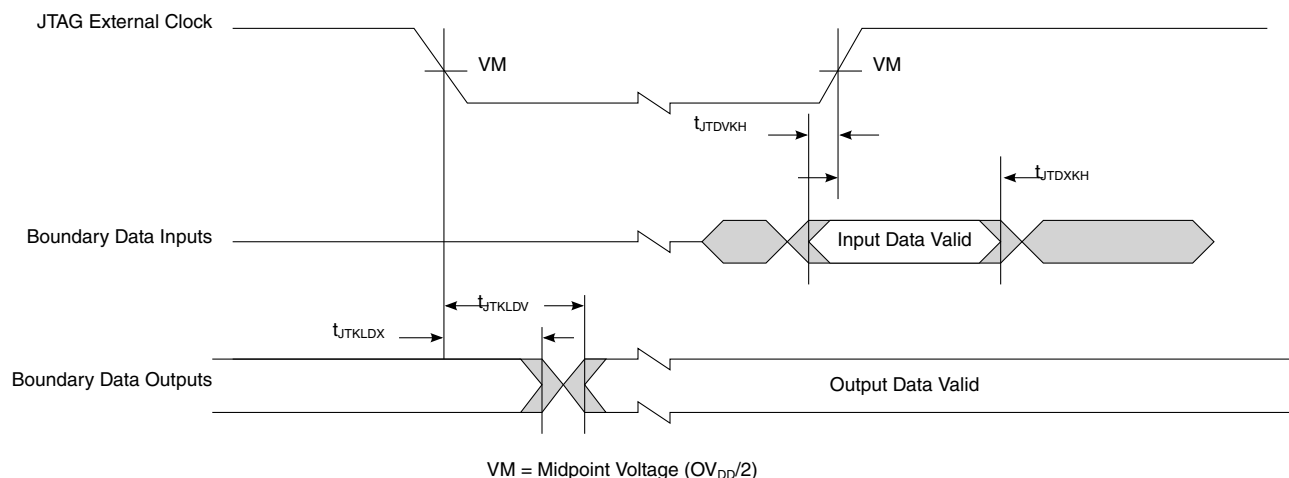 JTAG External Clock
VM
VM
tJTDVKH
tJTDXKH
Boundary Data Inputs
Input Data Valid
tJTKLDV
tJTKLDX
Boundary Data Outputs
Output Data Valid
VM = Midpoint Voltage (OVDD/2)